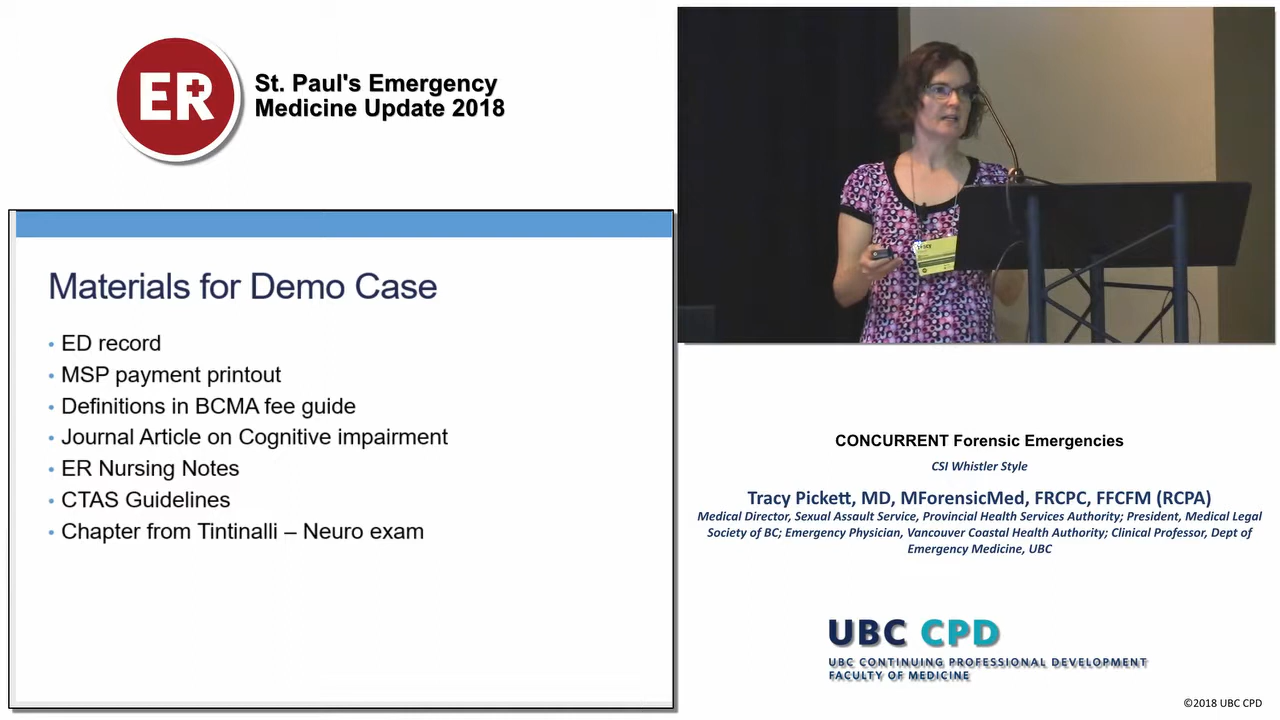 ER
St. Paul's Emergency
Medicine Update 2018
Materials for Demo Case
• ED record
• MSP payment printout
• Definitions in BCMA fee guide
• Journal Article on Cognitive impairment
• ER Nursing Notes
• CTAS Guidelines
• Chapter from Tintinalli – Neuro exam
CONCURRENT Forensic Emergencies
CSI Whistler Style
Tracy Pickett, MD, MForensicMed, FRCPC, FFCFM (RCPA)
Medical Director, Sexual Assault Service, Provincial Health Services Authority; President, Medical Legal
Society of BC; Emergency Physician, Vancouver Coastal Health Authority; Clinical Professor, Dept of
Emergency Medicine, UBC
UBC CPD
UBC CONTINUING PROFESSIONAL DEVELOPMENT
FACULTY OF MEDICINE
©2018 UBC CPD